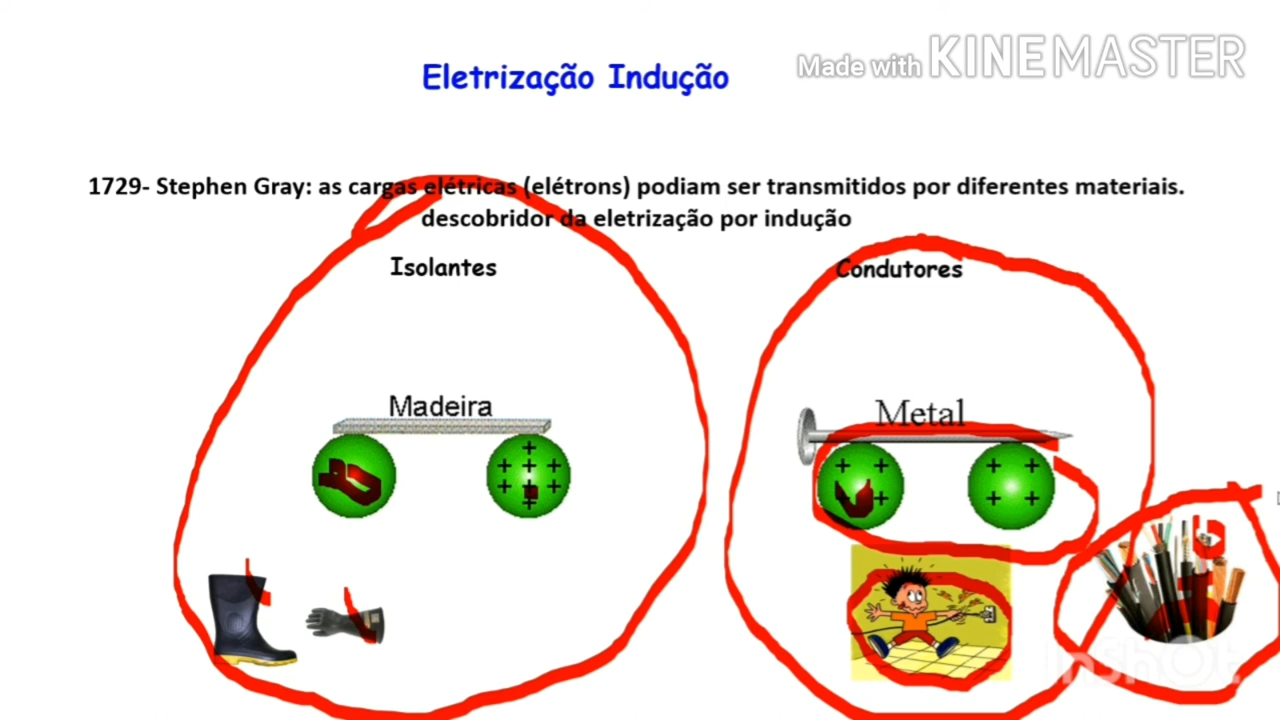 Made with KINEMASTER
Eletrização Indução
1729- Stephen Gray: as cargas elétricas (elétrons) podiam ser transmitidos por diferentes materiais.
descobridor da eletrização por indução
Isolantes
Condutores
Madeira
Metal
InShOt